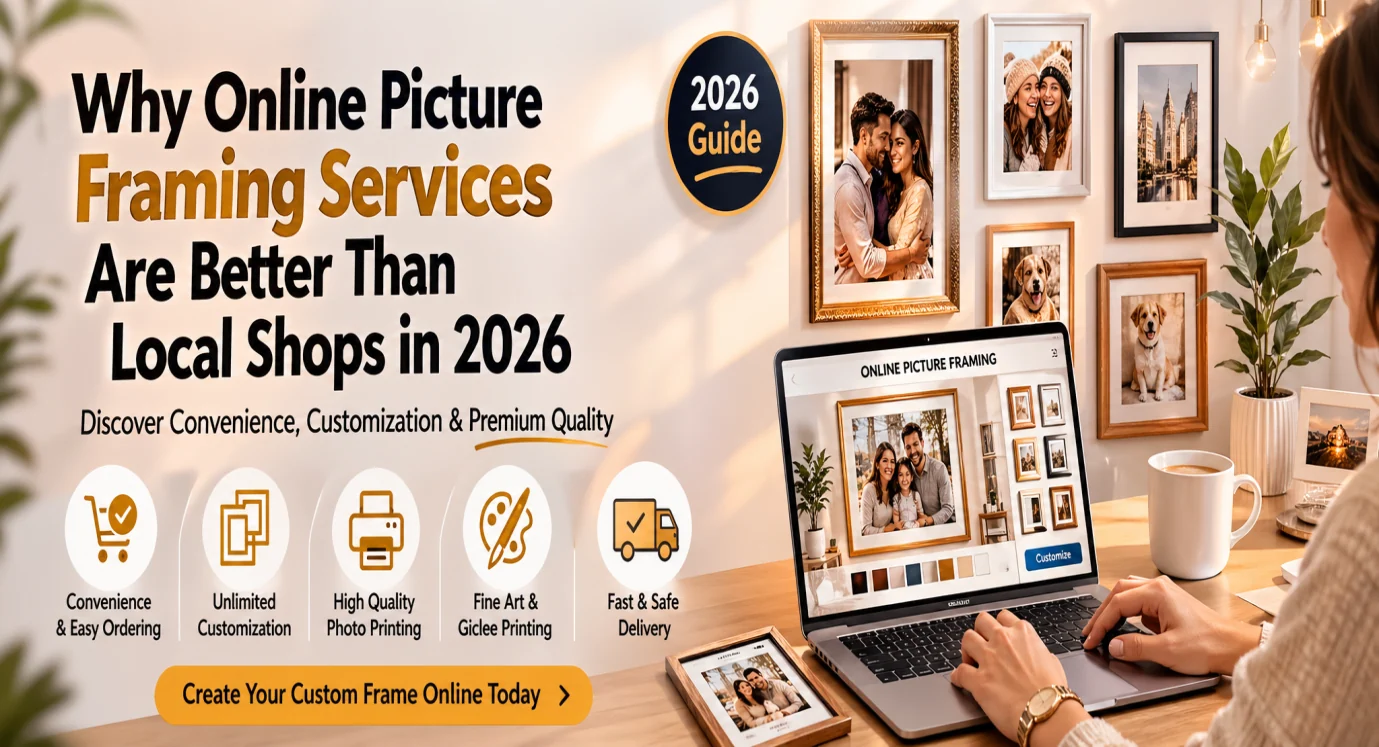 Why Online Picture
Framing Services
Are Better Than
Local Shops in 2026
Discover Convenience, Customization & Premium Quality
Convenience
& Easy Ordering
Unlimited
Customization
High Quality
Photo Printing
Fine Art &
Giclee Printing
Fast & Safe
Delivery
Create Your Custom Frame Online Today
2026
Guide
ONLINE PICTURE FRAMING
Customize